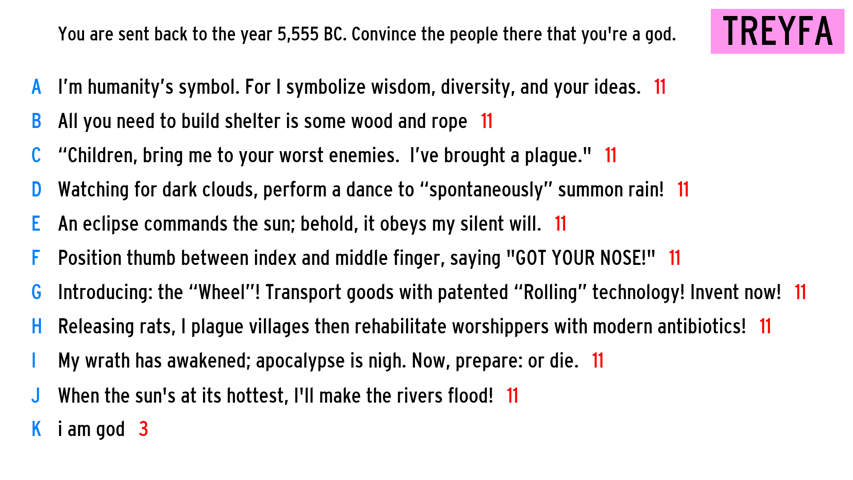 You are sent back to the year 5,555 BC. Convince the people there that you're a god.
TREYFA
A I'm humanity's symbol. For I symbolize wisdom, diversity, and your ideas. 11
B All you need to build shelter is some wood and rope 11
C “Children, bring me to your worst enemies. I've brought a plague." 11
D Watching for dark clouds, perform a dance to “spontaneously” summon rain! 11
E An eclipse commands the sun; behold, it obeys my silent will. 11
F Position thumb between index and middle finger, saying "GOT YOUR NOSE!" 11
G Introducing: the “Wheel”! Transport goods with patented “Rolling” technology! Invent now! 11
H Releasing rats, I plague villages then rehabilitate worshippers with modern antibiotics! 11
I My wrath has awakened; apocalypse is nigh. Now, prepare: or die. 11
J When the sun's at its hottest, I'll make the rivers flood! 11
K i am god 3